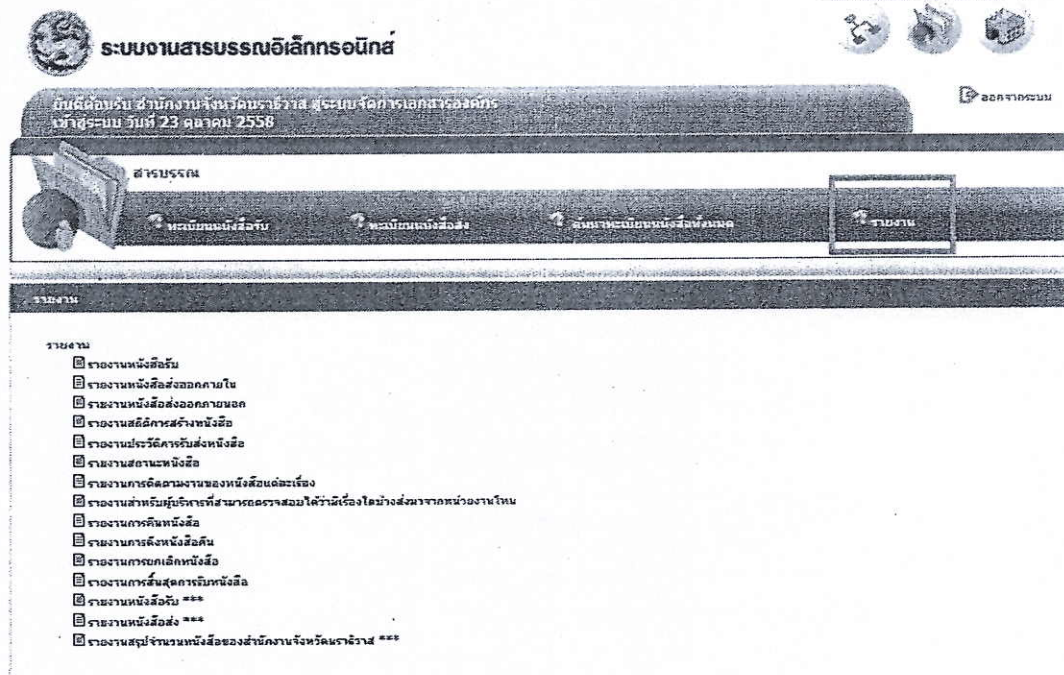 ระบบงานสารบรรณอิเล็กทรอนิกส์
ยินดีต้อนรับ สำนักงานจังหวัดนราธิวาส สู่ระบบจัดการเอกสารองค์กร
เข้าสู่ระบบ วันที่ 23 ตุลาคม 2558
ออกจากระบบ
สารบรรณ
ทะเบียนหนังสือรับ
ทะเบียนหนังสือส่ง
ค้นหาทะเบียนหนังสือทั้งหมด
รายงาน
รายงาน
รายงาน
รายงานหนังสือรับ
รายงานหนังสือส่งออกภายใน
รายงานหนังสือส่งออกภายนอก
รายงานสถิติการสร้างหนังสือ
รายงานประวัติการรับส่งหนังสือ
รายงานสถานะหนังสือ
รายงานการติดตามงานของหนังสือแต่ละเรื่อง
รายงานสำหรับผู้บริหารที่สามารถตรวจสอบได้ว่ามีเรื่องใดบ้างส่งมาจากหน่วยงานไหน
รายงานการคืนหนังสือ
รายงานการดึงหนังสือคืน
รายงานการยกเลิกหนังสือ
รายงานการสิ้นสุดการรับหนังสือ
รายงานหนังสือรับ ***
รายงานหนังสือส่ง ***
รายงานสรุปจำนวนหนังสือของสำนักงานจังหวัดนราธิวาส ***